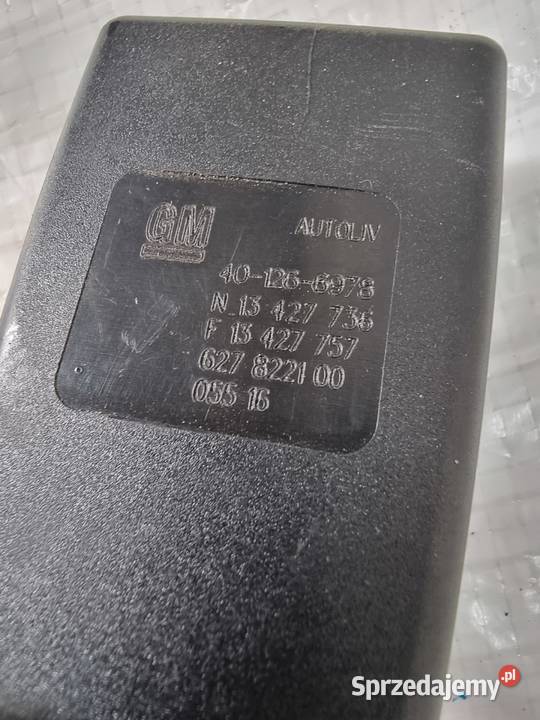 GM AUTOLIV
40-126-6978
N 13 427 736
F 13 427 757
627 8221 00
055 16
Sprzedajemy.pl